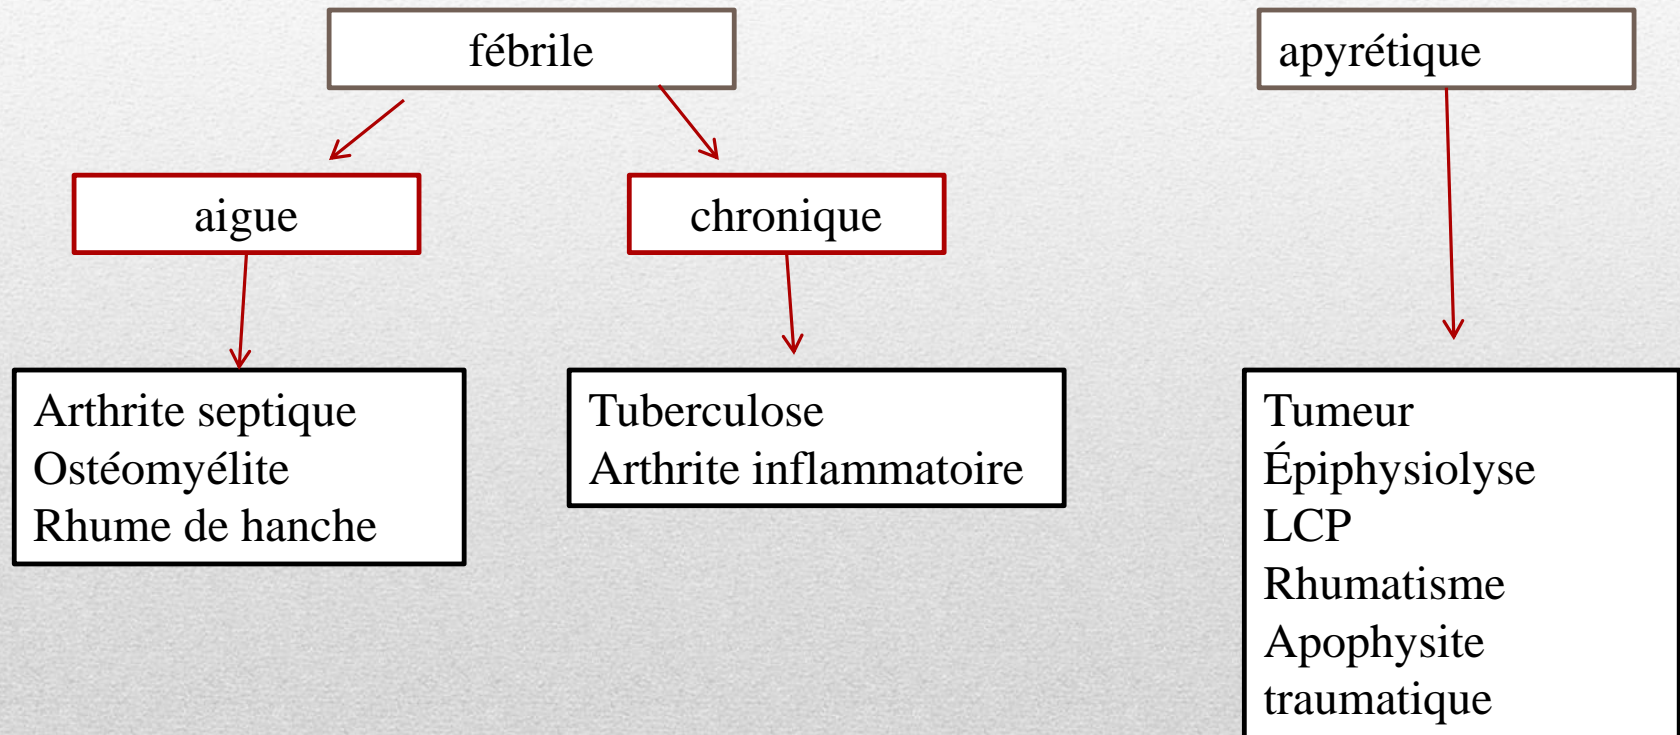 fébrile
apyrétique
aigue
chronique
Arthrite septique
Ostéomyélite
Rhume de hanche
Tuberculose
Arthrite inflammatoire
Tumeur
Épiphysiolyse
LCP
Rhumatisme
Apophysite
traumatique